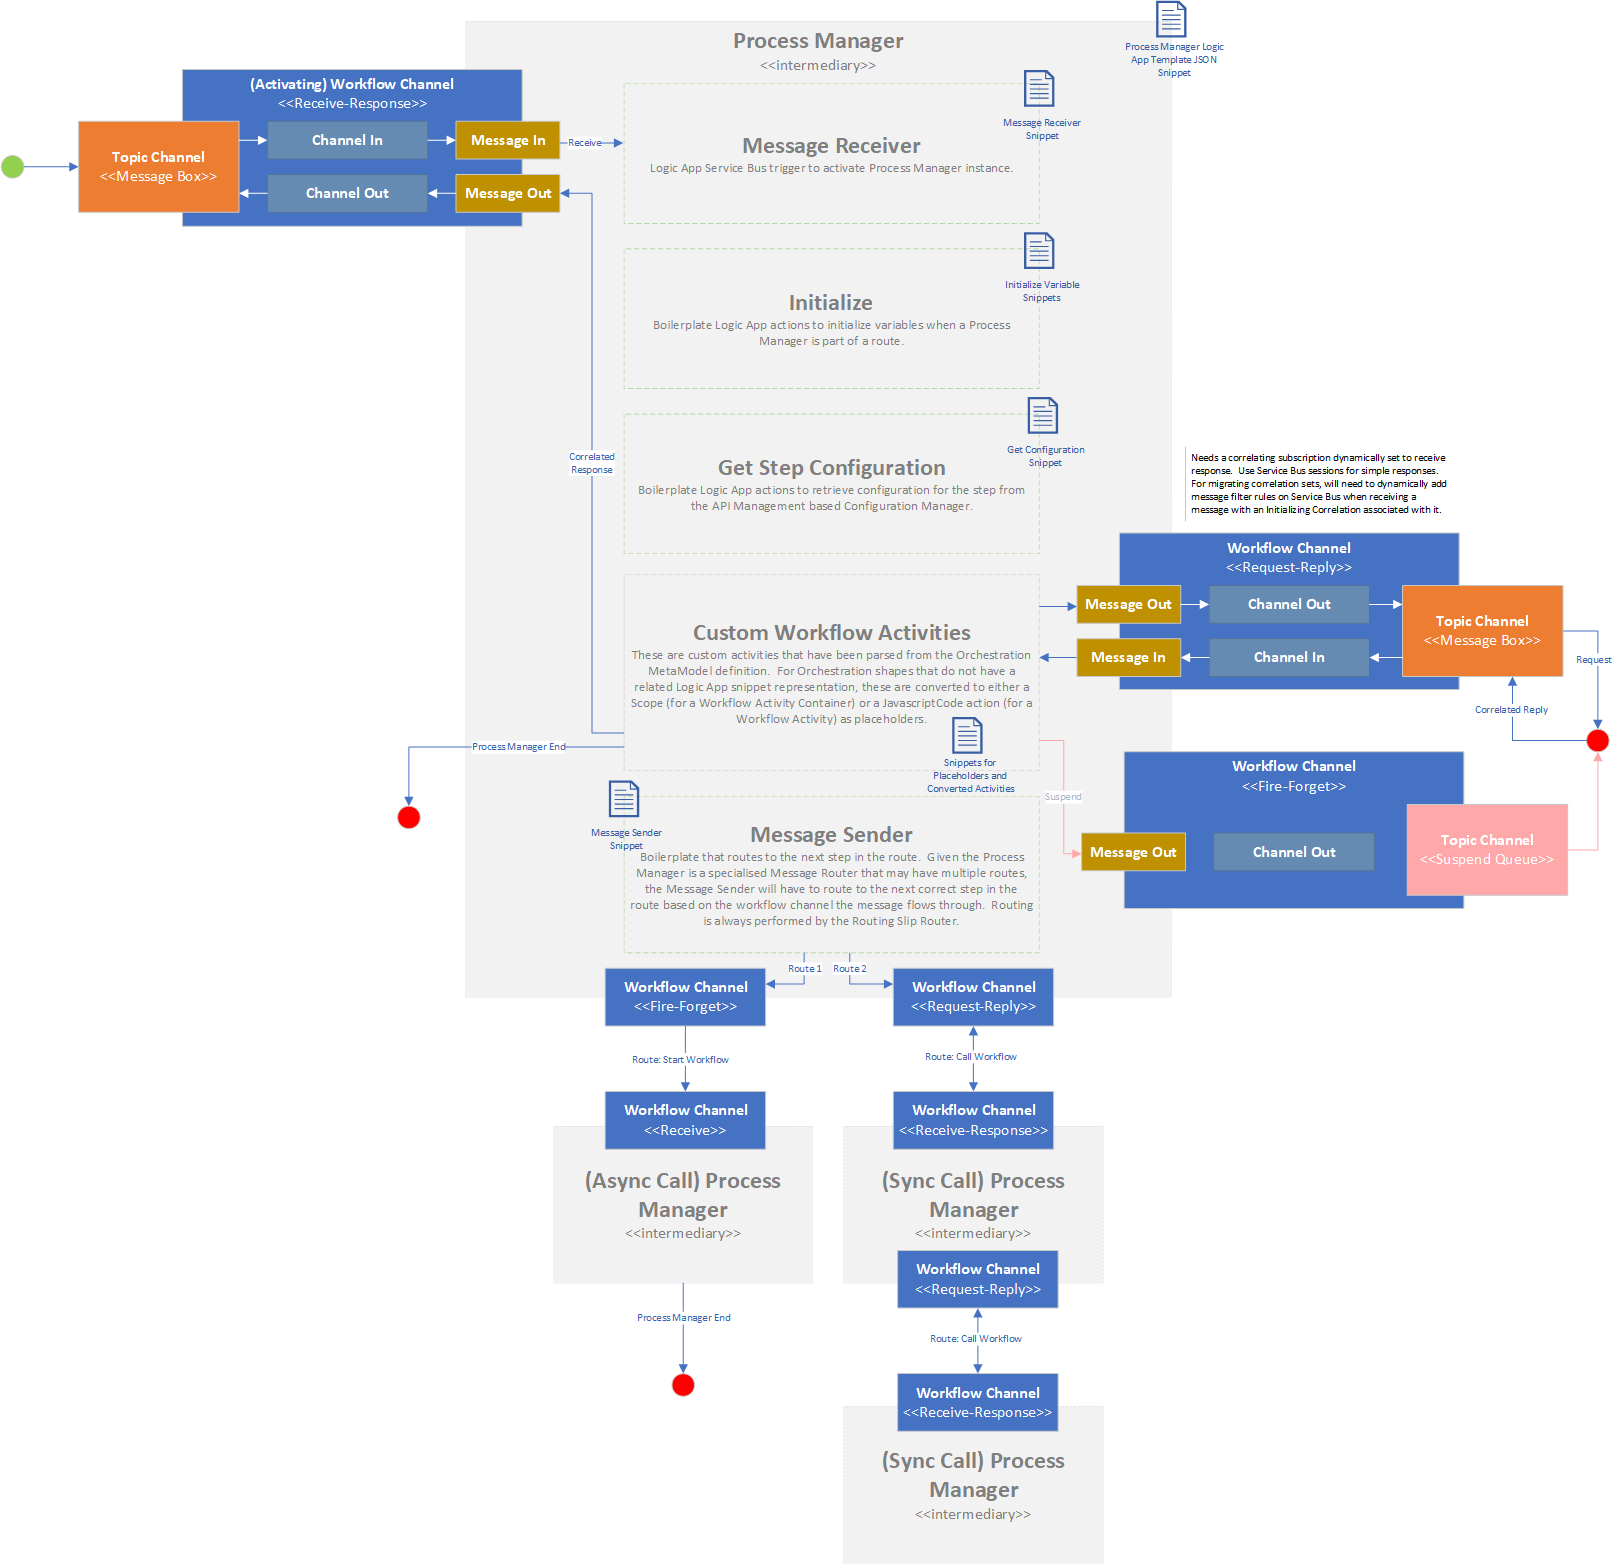 Process Manager
<<intermediary>>
Process Manager Logic
App Template JSON
Snippet
(Activating) Workflow Channel
<<Receive-Response>>
Topic Channel
<<Message Box>>
Channel In
Message In
Receive
Channel Out
Message Out
Message Receiver
Snippet
Message Receiver
Logic App Service Bus trigger to activate Process Manager instance.
Initialize Variable
Snippets
Initialize
Boilerplate Logic App actions to initialize variables when a Process
Manager is part of a route.
Get Configuration
Snippet
Correlated
Response
Get Step Configuration
Boilerplate Logic App actions to retrieve configuration for the step from
the API Management based Configuration Manager.
Needs a correlating subscription dynamically set to receive
response.  Use Service Bus sessions for simple responses.
For migrating correlation sets, will need to dynamically add
message filter rules on Service Bus when receiving a
message with an Initializing Correlation associated with it.
Workflow Channel
<<Request-Reply>>
Message Out
Channel Out
Message In
Channel In
Topic Channel
<<Message Box>>
Request
Correlated Reply
Custom Workflow Activities
These are custom activities that have been parsed from the Orchestration
MetaModel definition.  For Orchestration shapes that do not have a
related Logic App snippet representation, these are converted to either a
Scope (for a Workflow Activity Container) or a JavascriptCode action (for a
Workflow Activity) as placeholders.
Snippets for
Placeholders and
Converted Activities
Process Manager End
Suspend
Workflow Channel
<<Fire-Forget>>
Message Out
Channel Out
Topic Channel
<<Suspend Queue>>
Message Sender
Snippet
Message Sender
Boilerplate that routes to the next step in the route.  Given the Process
Manager is a specialised Message Router that may have multiple routes,
the Message Sender will have to route to the next correct step in the
route based on the workflow channel the message flows through.  Routing
is always performed by the Routing Slip Router.
Route 1
Route 2
Workflow Channel
<<Fire-Forget>>
Workflow Channel
<<Request-Reply>>
Route: Start Workflow
Route: Call Workflow
Workflow Channel
<<Receive>>
Workflow Channel
<<Receive-Response>>
(Async Call) Process
Manager
<<intermediary>>
(Sync Call) Process
Manager
<<intermediary>>
Workflow Channel
<<Request-Reply>>
Process Manager End
Route: Call Workflow
Workflow Channel
<<Receive-Response>>
(Sync Call) Process
Manager
<<intermediary>>